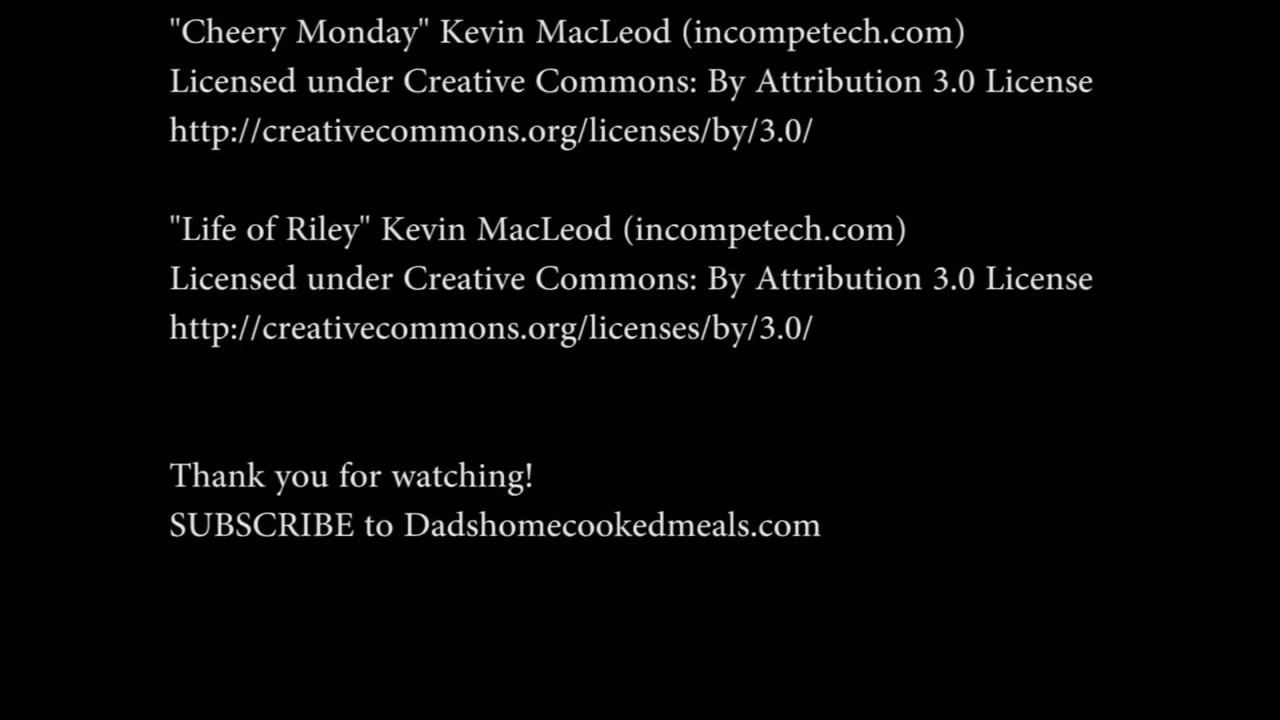 "Cheery Monday" Kevin MacLeod (incompetech.com)
Licensed under Creative Commons: By Attribution 3.0 License
http://creativecommons.org/licenses/by/3.0/
"Life of Riley" Kevin MacLeod (incompetech.com)
Licensed under Creative Commons: By Attribution 3.0 License
http://creativecommons.org/licenses/by/3.0/
Thank you for watching!
SUBSCRIBE to Dadshomecookedmeals.com